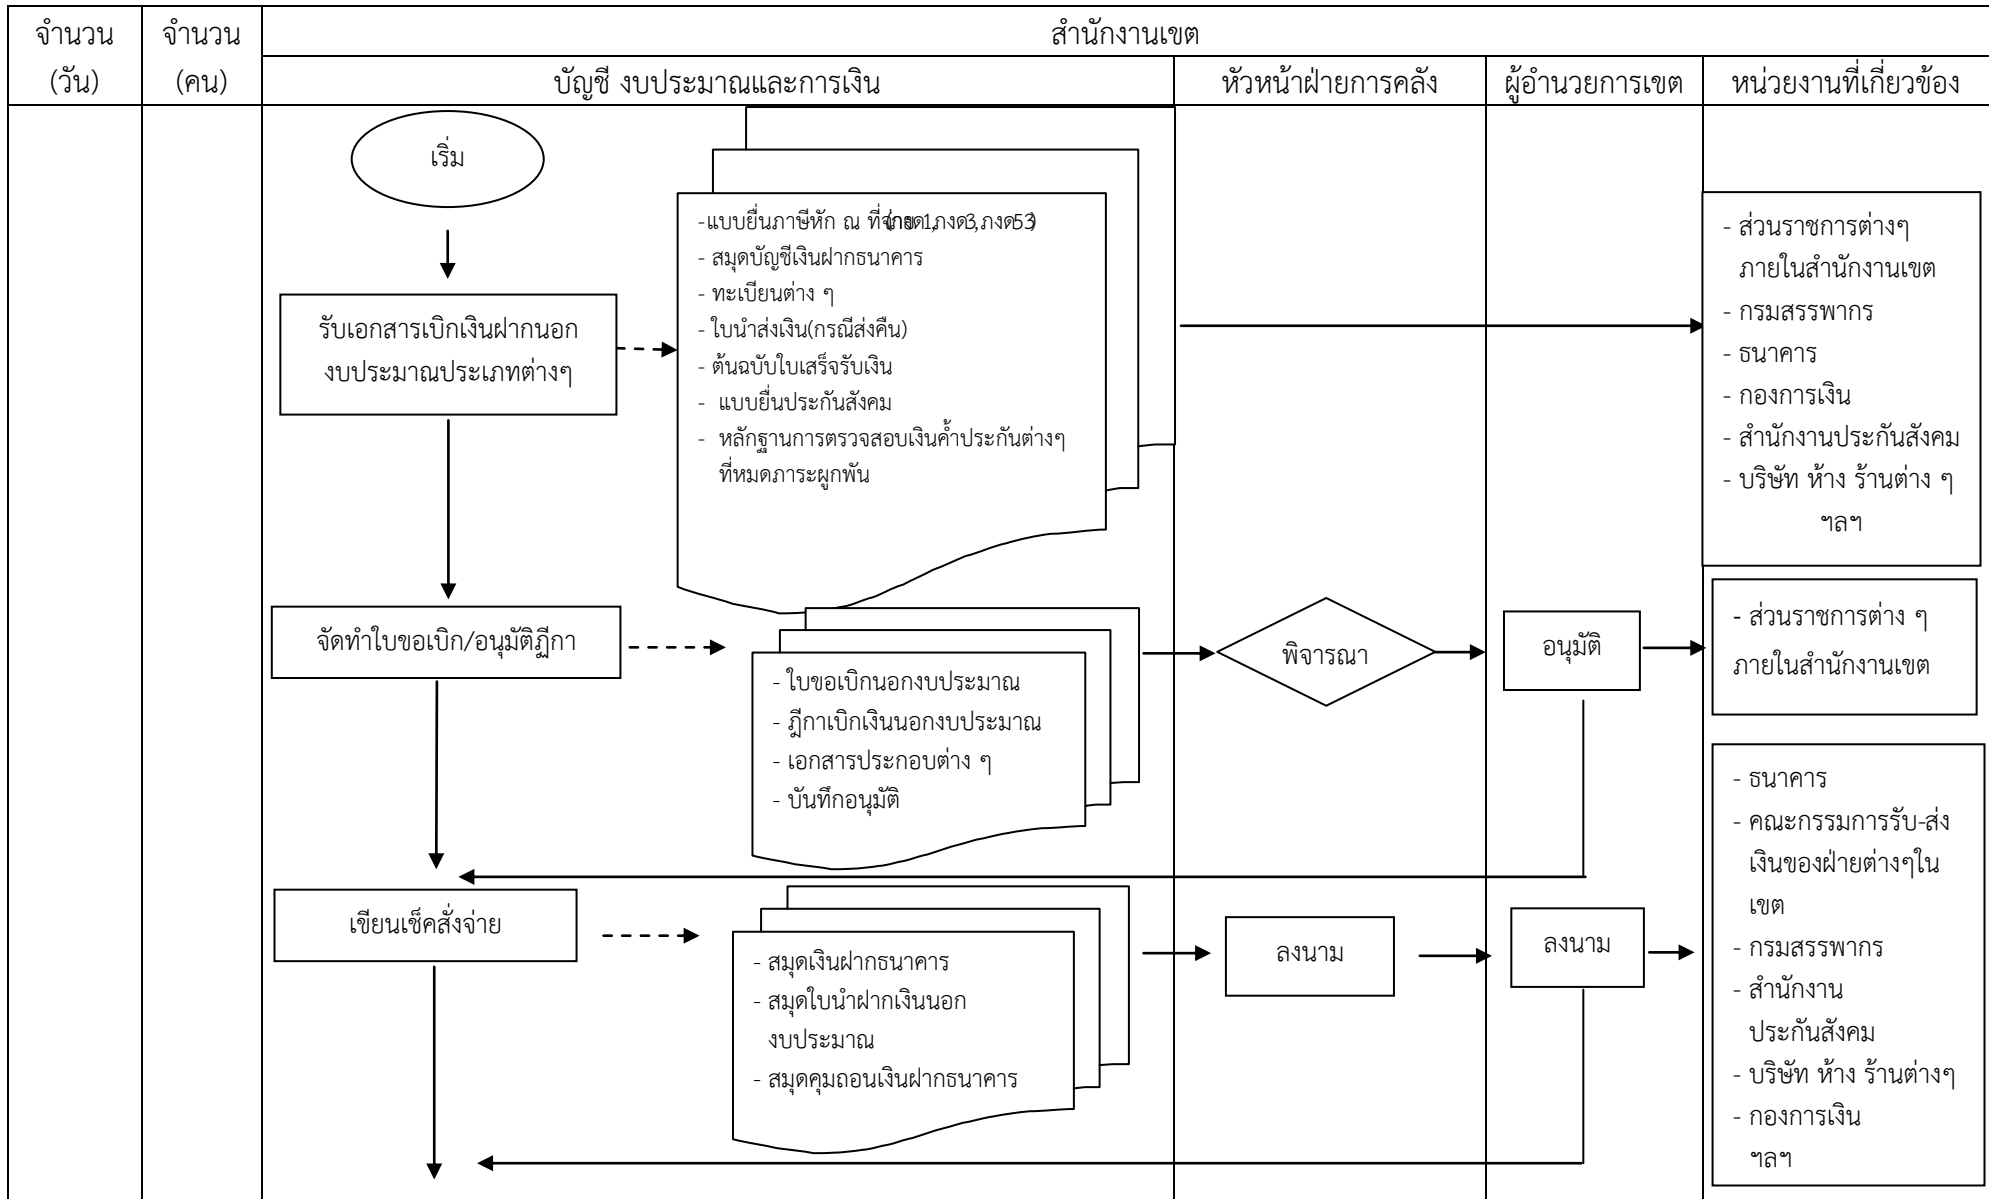 จำนวน
(วัน)
จำนวน
(คน)
สำนักงานเขต
บัญชี งบประมาณและการเงิน
หัวหน้าฝ่ายการคลัง
ผู้อำนวยการเขต
หน่วยงานที่เกี่ยวข้อง
เริ่ม
รับเอกสารเบิกเงินฝากนอก
งบประมาณประเภทต่างๆ
-แบบยื่นภาษีหัก ณ ที่จ่าย 1,ภงด3,ภงด53)
- สมุดบัญชีเงินฝากธนาคาร
- ทะเบียนต่าง ๆ
- ใบนำส่งเงิน(กรณีส่งคืน)
- ต้นฉบับใบเสร็จรับเงิน
- แบบยื่นประกันสังคม
- หลักฐานการตรวจสอบเงินค้ำประกันต่างๆ
ที่หมดภาระผูกพัน
- ส่วนราชการต่างๆ
ภายในสำนักงานเขต
- กรมสรรพากร
- ธนาคาร
- กองการเงิน
- สำนักงานประกันสังคม
- บริษัท ห้าง ร้านต่าง ๆ
ฯลฯ
จัดทำใบขอเบิก/อนุมัติฏีกา
- ใบขอเบิกนอกงบประมาณ
- ฎีกาเบิกเงินนอกงบประมาณ
- เอกสารประกอบต่าง ๆ
- บันทึกอนุมัติ
พิจารณา
อนุมัติ
- ส่วนราชการต่าง ๆ
ภายในสำนักงานเขต
เขียนเช็คสั่งจ่าย
- สมุดเงินฝากธนาคาร
- สมุดใบนำฝากเงินนอก
งบประมาณ
- สมุดคุมถอนเงินฝากธนาคาร
ลงนาม
ลงนาม
- ธนาคาร
- คณะกรรมการรับ-ส่ง
เงินของฝ่ายต่างๆใน
เขต
- กรมสรรพากร
- สำนักงาน
ประกันสังคม
- บริษัท ห้าง ร้านต่างๆ
- กองการเงิน
ฯลฯ